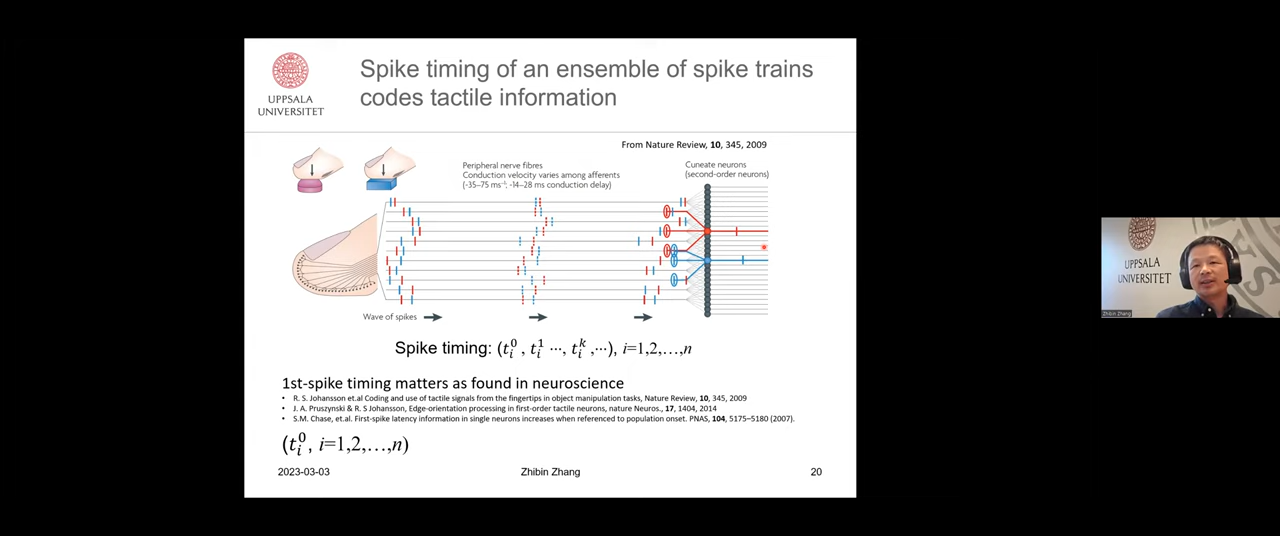 UPPSALA
UNIVERSITET
Spike timing of an ensemble of spike trains
codes tactile information
From Nature Review, 10, 345, 2009
Peripheral nerve fibres
Conduction velocity varies among afferents
(-35–75 ms⁻¹; -14–28 ms conduction delay)
Cuneate neurons
(second-order neurons)
Wave of spikes
Spike timing: (t_i^0, t_i^1 ···, t_i^k,···), i=1,2,…,n
1st-spike timing matters as found in neuroscience
• R. S. Johansson et.al Coding and use of tactile signals from the fingertips in object manipulation tasks, Nature Review, 10, 345, 2009
• J. A. Pruszynski & R. S Johansson, Edge-orientation processing in first-order tactile neurons, nature Neuros., 17, 1404, 2014
• S.M. Chase, et.al. First-spike latency information in single neurons increases when referenced to population onset. PNAS, 104, 5175–5180 (2007).
(t_i^0, i=1,2,…,n)
2023-03-03
Zhibin Zhang
20
UPPSALA
UNIVERSITET
Zhibin Zhang